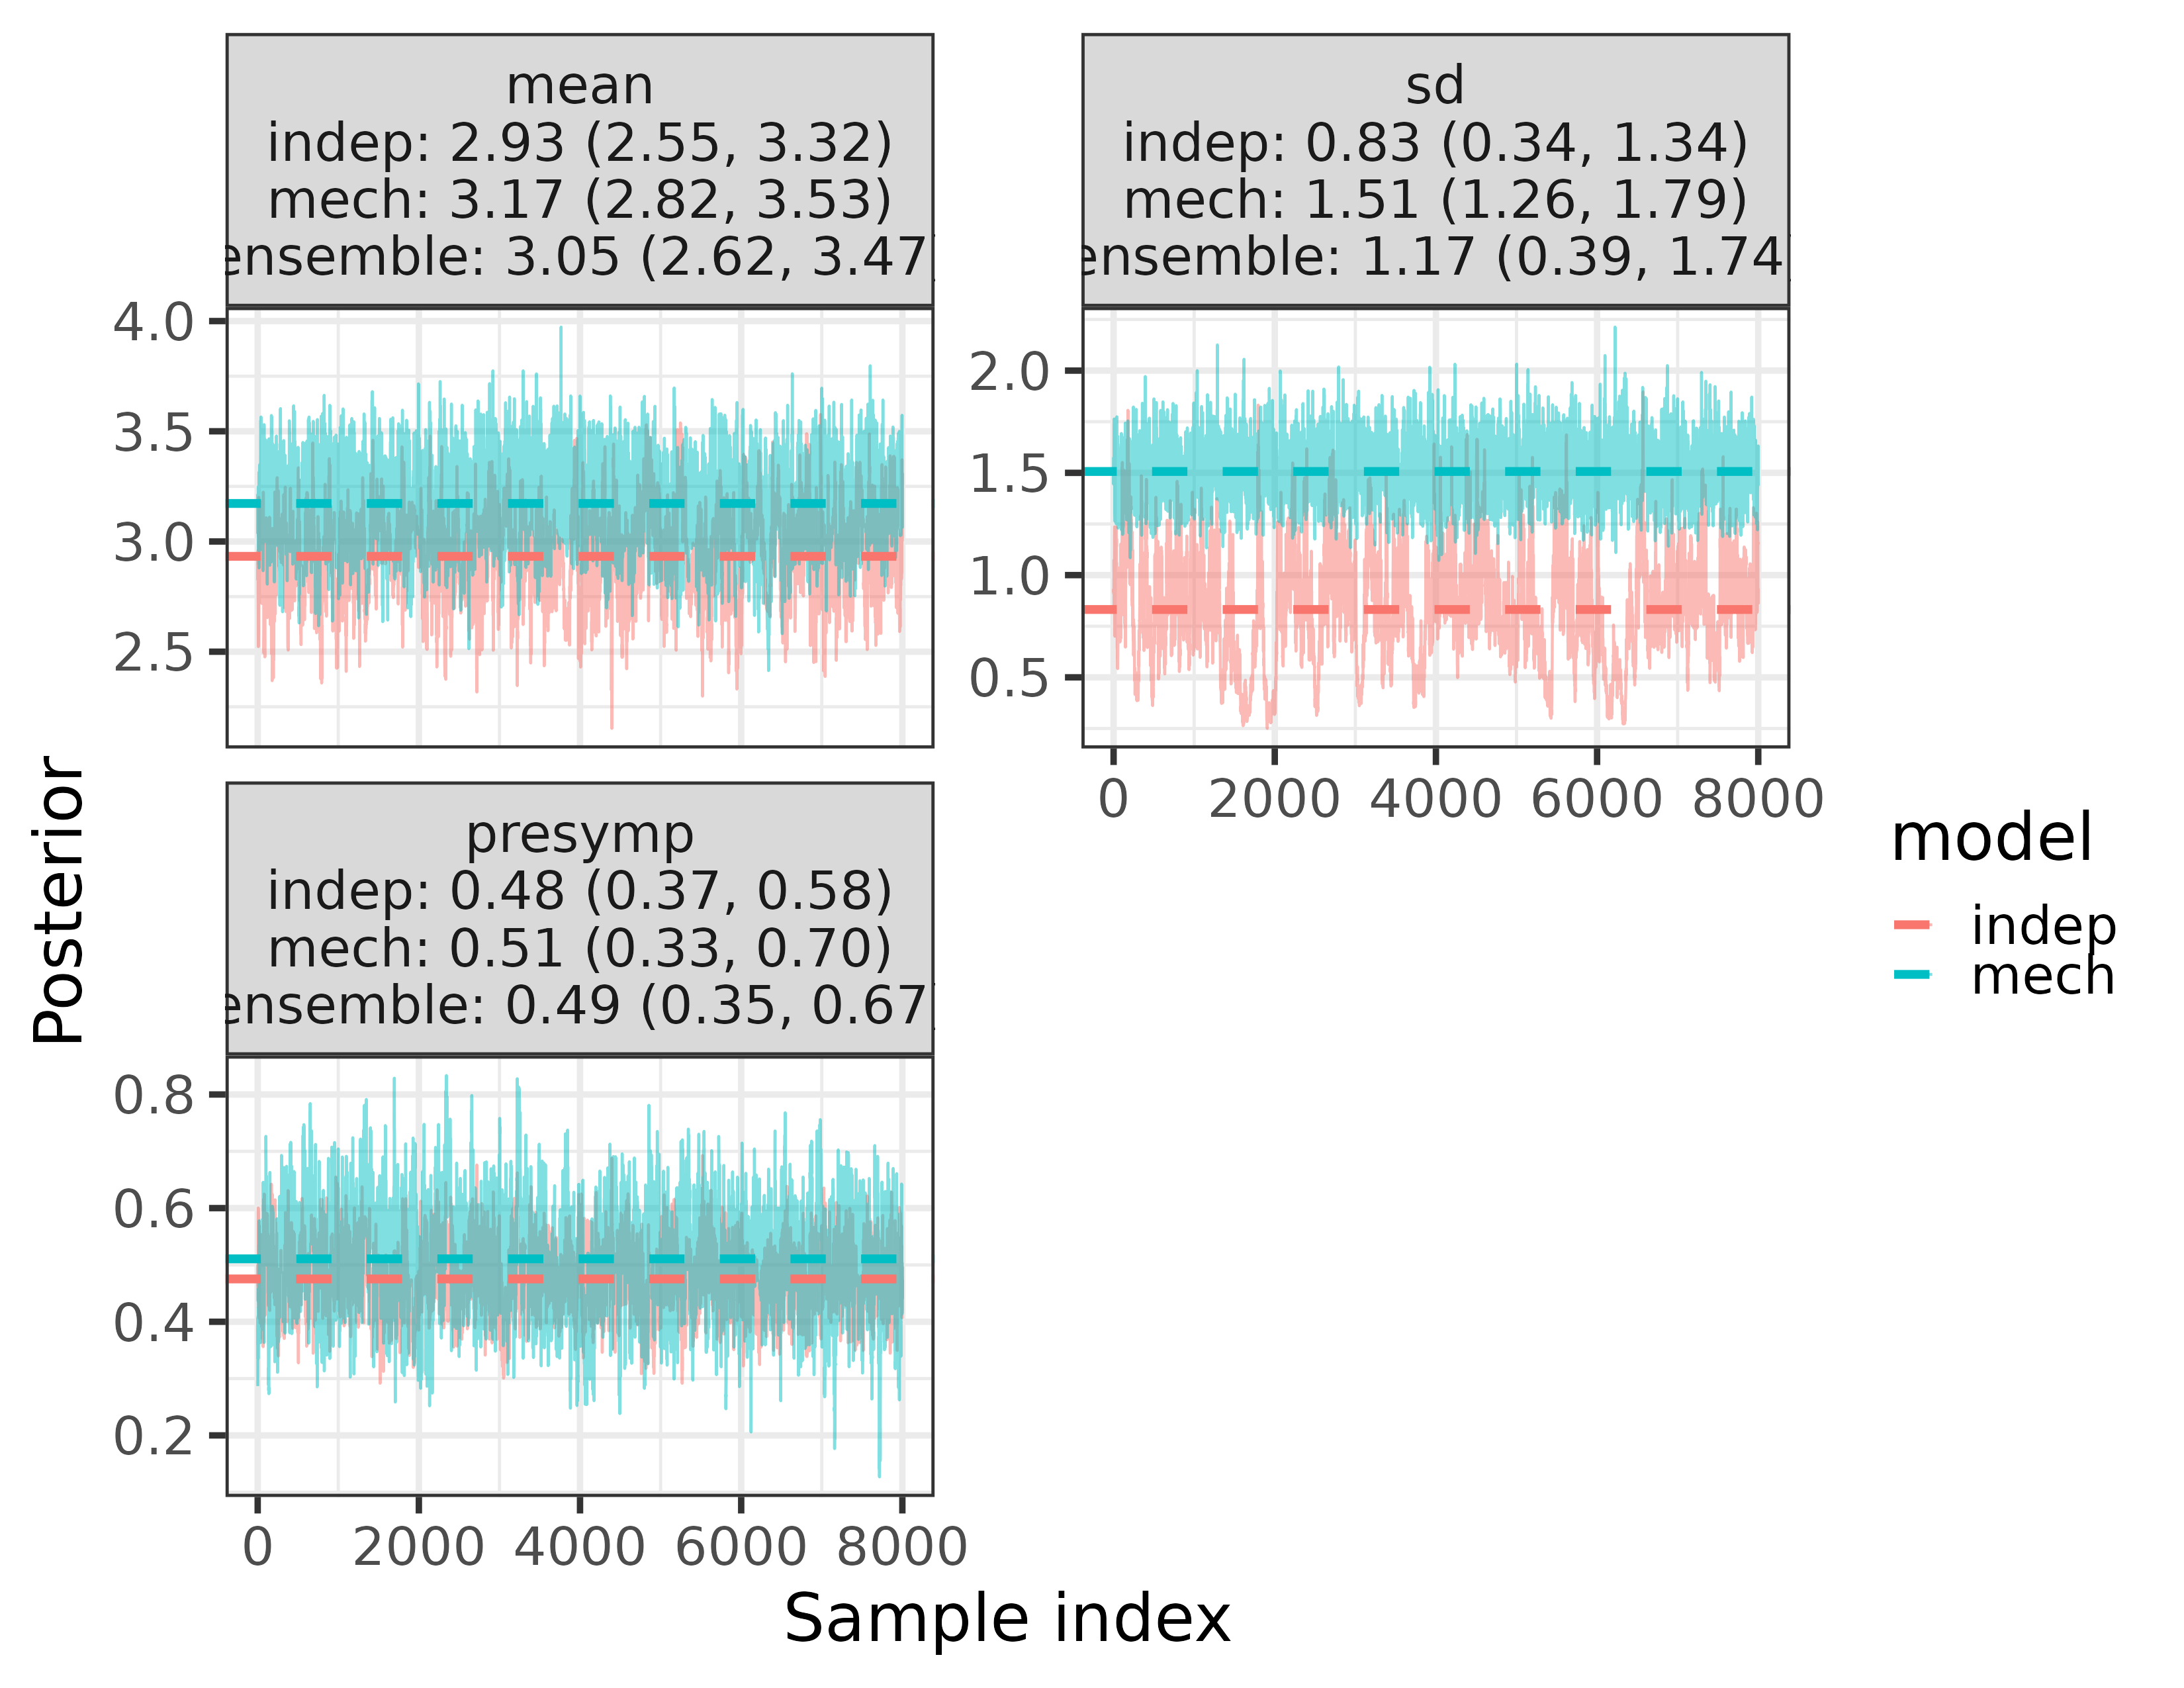 mean
indep: 2.93 (2.55, 3.32)
mech: 3.17 (2.82, 3.53)
ensemble: 3.05 (2.62, 3.47
4.0
3.5
3.0
2.5
sd
indep: 0.83 (0.34, 1.34)
mech: 1.51 (1.26, 1.79)
ensemble: 1.17 (0.39, 1.74
2.0
1.5
1.0
0.5
0 2000 4000 6000 8000
presymp
indep: 0.48 (0.37, 0.58)
mech: 0.51 (0.33, 0.70)
ensemble: 0.49 (0.35, 0.67
0.8
0.6
0.4
0.2
0 2000 4000 6000 8000
Posterior
Sample index
model
indep
mech